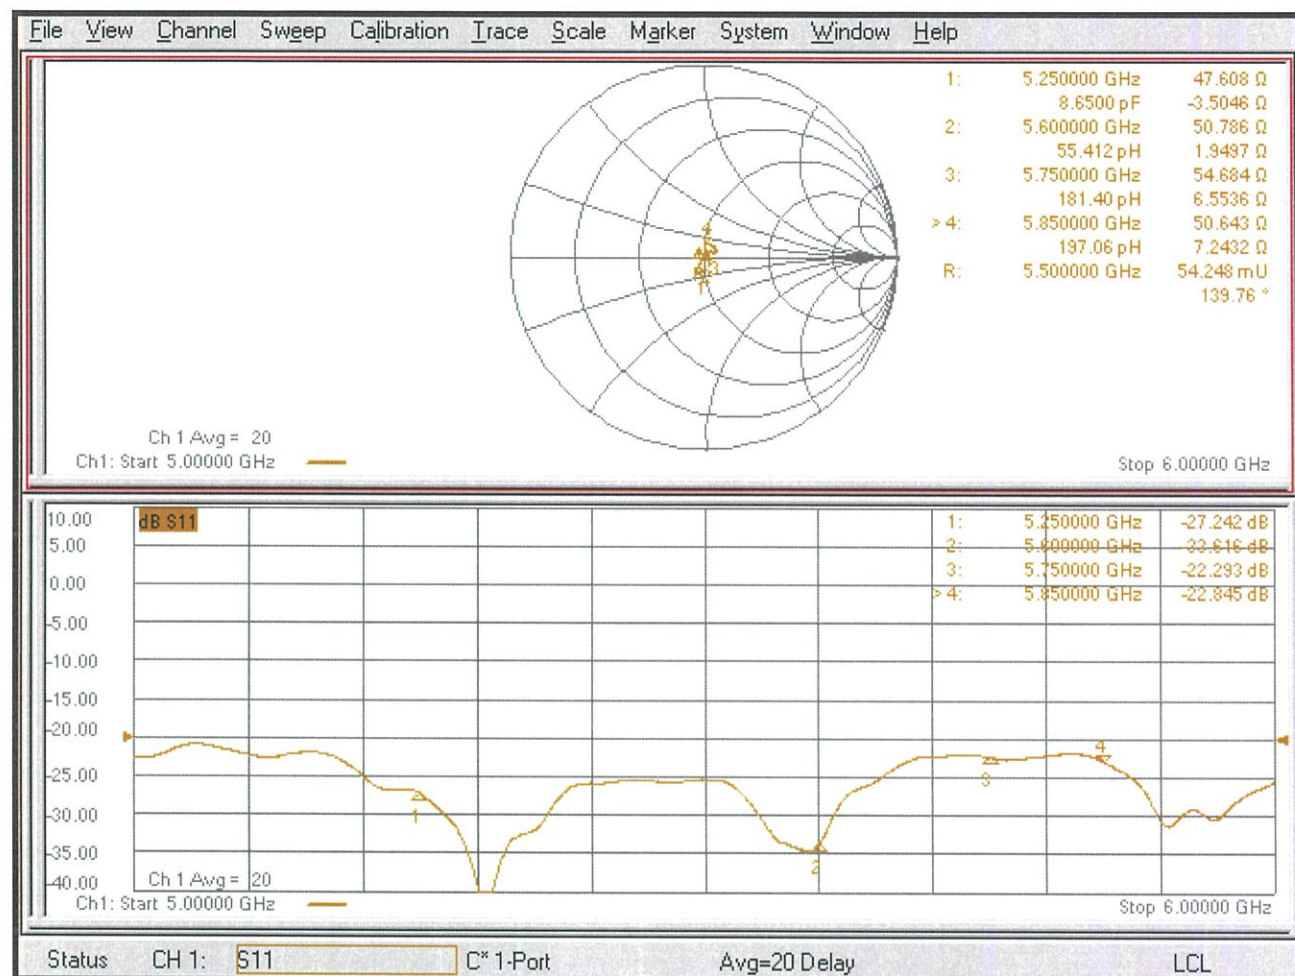 File View Channel Sweep Calibration Trace Scale Marker System Window Help
1: 5.250000 GHz 47.608 Ω
8.6500 pF -3.5046 Ω
2: 5.600000 GHz 50.786 Ω
55.412 pH 1.9497 Ω
3: 5.750000 GHz 54.684 Ω
181.40 pH 6.5536 Ω
> 4: 5.850000 GHz 50.643 Ω
197.06 pH 7.2432 Ω
R: 5.500000 GHz 54.248 mU
139.76 °
4
3
1
Ch 1 Avg = 20
Ch1: Start 5.00000 GHz
Stop 6.00000 GHz
10.00
5.00
0.00
-5.00
-10.00
-15.00
-20.00
-25.00
-30.00
-35.00
-40.00
dB S11
1: 5.250000 GHz -27.242 dB
2: 5.600000 GHz -33.616 dB
3: 5.750000 GHz -22.293 dB
> 4: 5.850000 GHz -22.845 dB
1
2
3
4
Ch 1 Avg = 20
Ch1: Start 5.00000 GHz
Stop 6.00000 GHz
Status CH 1: S11 C* 1-Port Avg=20 Delay LCL